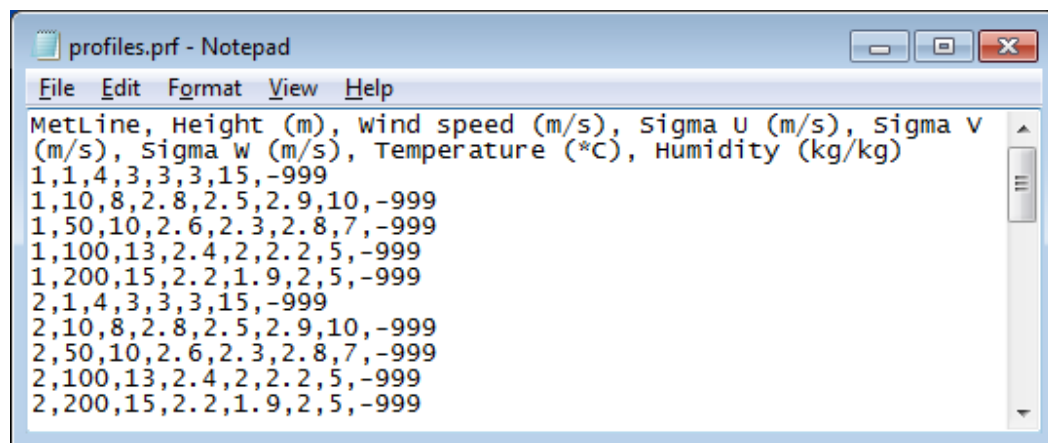 profiles.prf - Notepad
File Edit Format View Help
MetLine, Height (m), Wind speed (m/s), Sigma U (m/s), Sigma V
(m/s), Sigma W (m/s), Temperature (*C), Humidity (kg/kg)
1,1,4,3,3,3,15,-999
1,10,8,2.8,2.5,2.9,10,-999
1,50,10,2.6,2.3,2.8,7,-999
1,100,13,2.4,2,2.2,5,-999
1,200,15,2.2,1.9,2,5,-999
2,1,4,3,3,3,15,-999
2,10,8,2.8,2.5,2.9,10,-999
2,50,10,2.6,2.3,2.8,7,-999
2,100,13,2.4,2,2.2,5,-999
2,200,15,2.2,1.9,2,5,-999